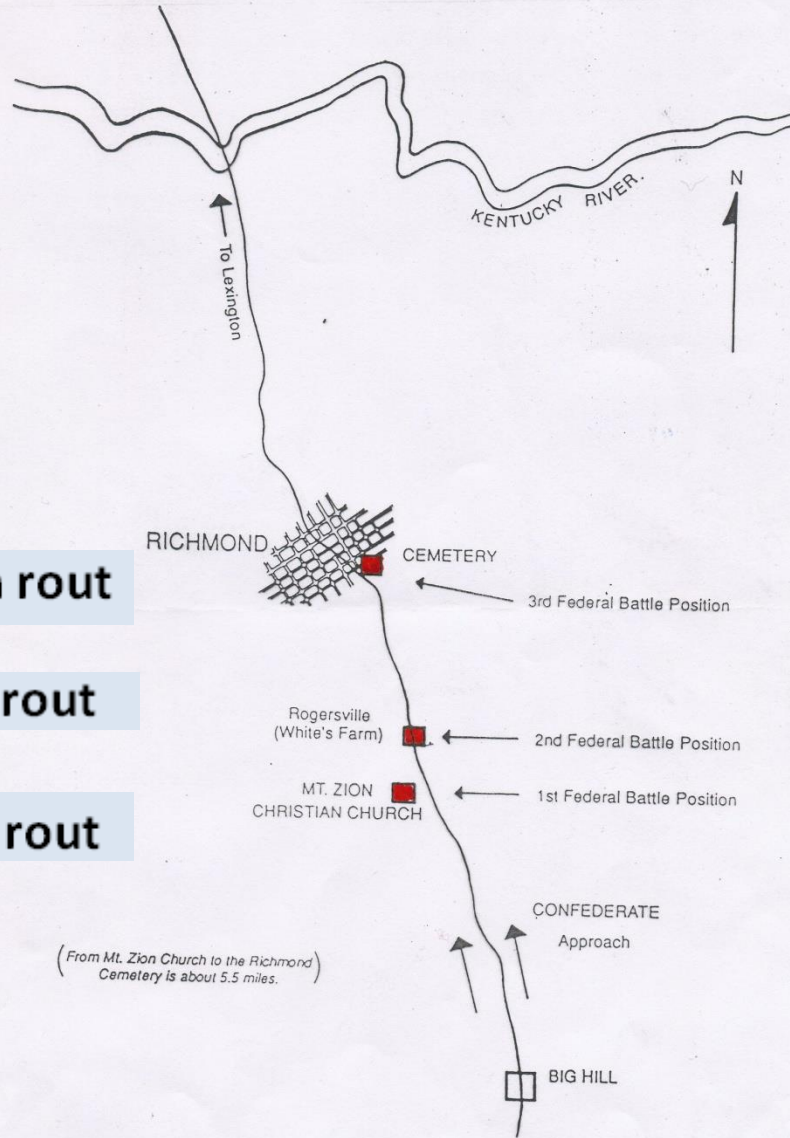 KENTUCKY RIVER.
N
To Lexington
RICHMOND
CEMETERY
rout
3rd Federal Battle Position
rout
Rogersville
(White's Farm)
2nd Federal Battle Position
MT. ZION
CHRISTIAN CHURCH
1st Federal Battle Position
rout
CONFEDERATE
Approach
(From Mt. Zion Church to the Richmond
Cemetery is about 5.5 miles.)
BIG HILL